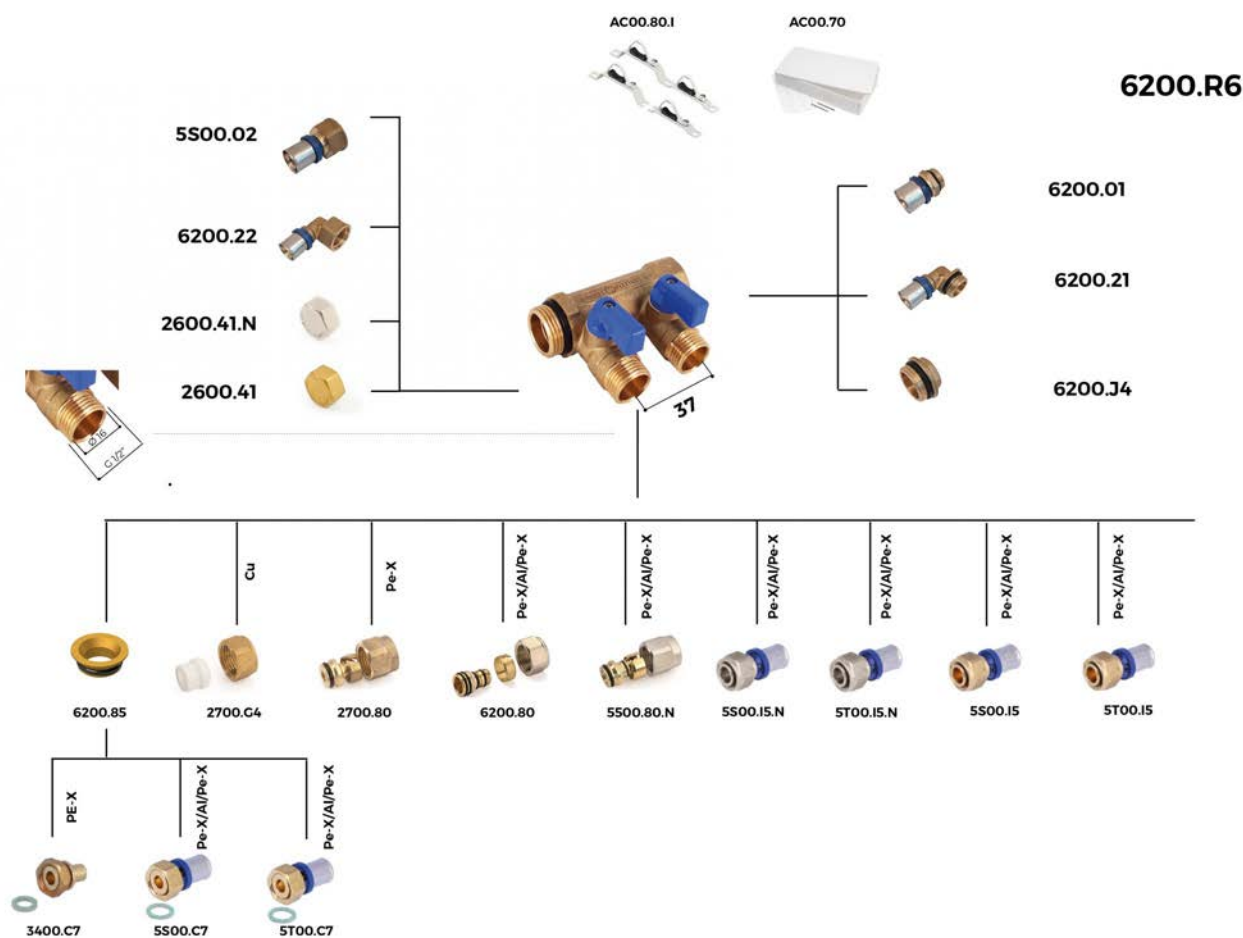 AC00.80.I
AC00.70
6200.R6
5S00.02
6200.22
2600.41.N
2600.41
6200.01
6200.21
6200.J4
37
Ø 16
G 1/2"
Cu
Pe-X
Pe-X/Al/Pe-X
Pe-X/Al/Pe-X
Pe-X/Al/Pe-X
Pe-X/Al/Pe-X
Pe-X/Al/Pe-X
Pe-X/Al/Pe-X
6200.85
2700.G4
2700.80
6200.80
5500.80.N
5S00.I5.N
5T00.I5.N
5S00.I5
5T00.I5
PE-X
Pe-X/Al/Pe-X
Pe-X/Al/Pe-X
3400.C7
5S00.C7
5T00.C7